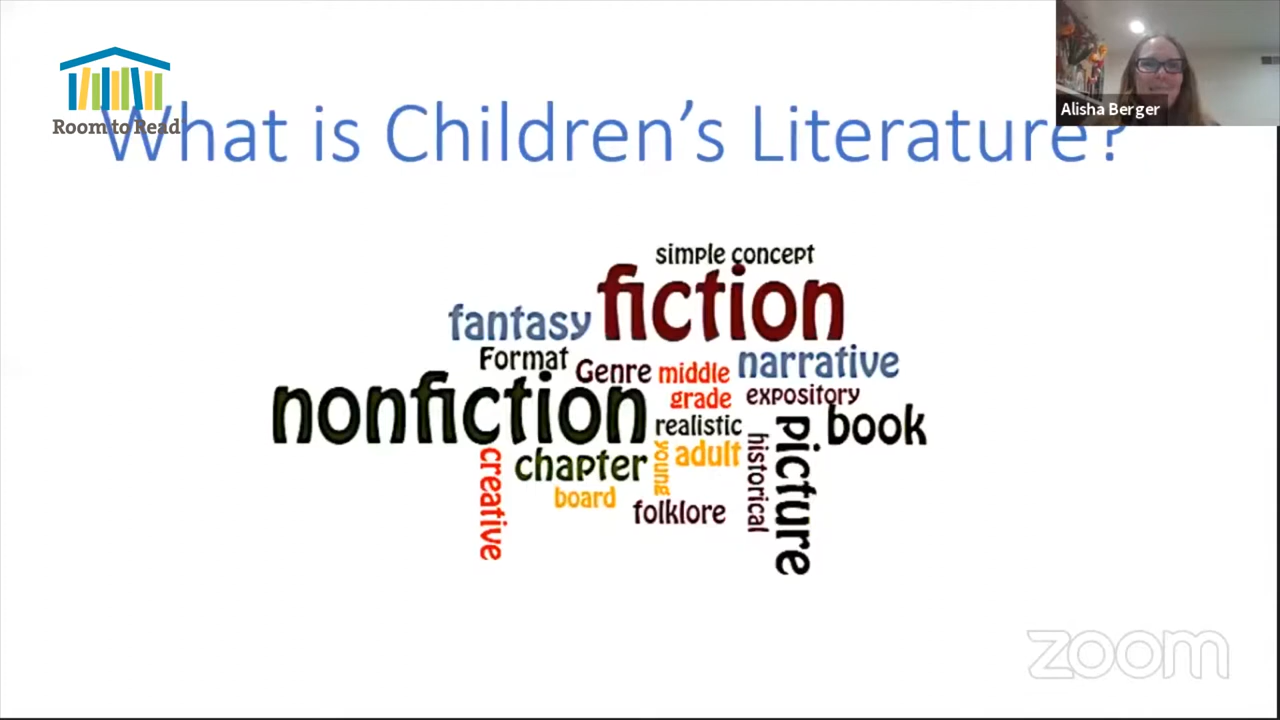 Room to Read
What is Children's Literature?
Alisha Berger
simple concept
fiction
fantasy
Format
Genre
middle
narrative
nonfiction
grade
expository
realistic
book
creative
chapter
young
adult
historical
picture
board
folklore
zoom